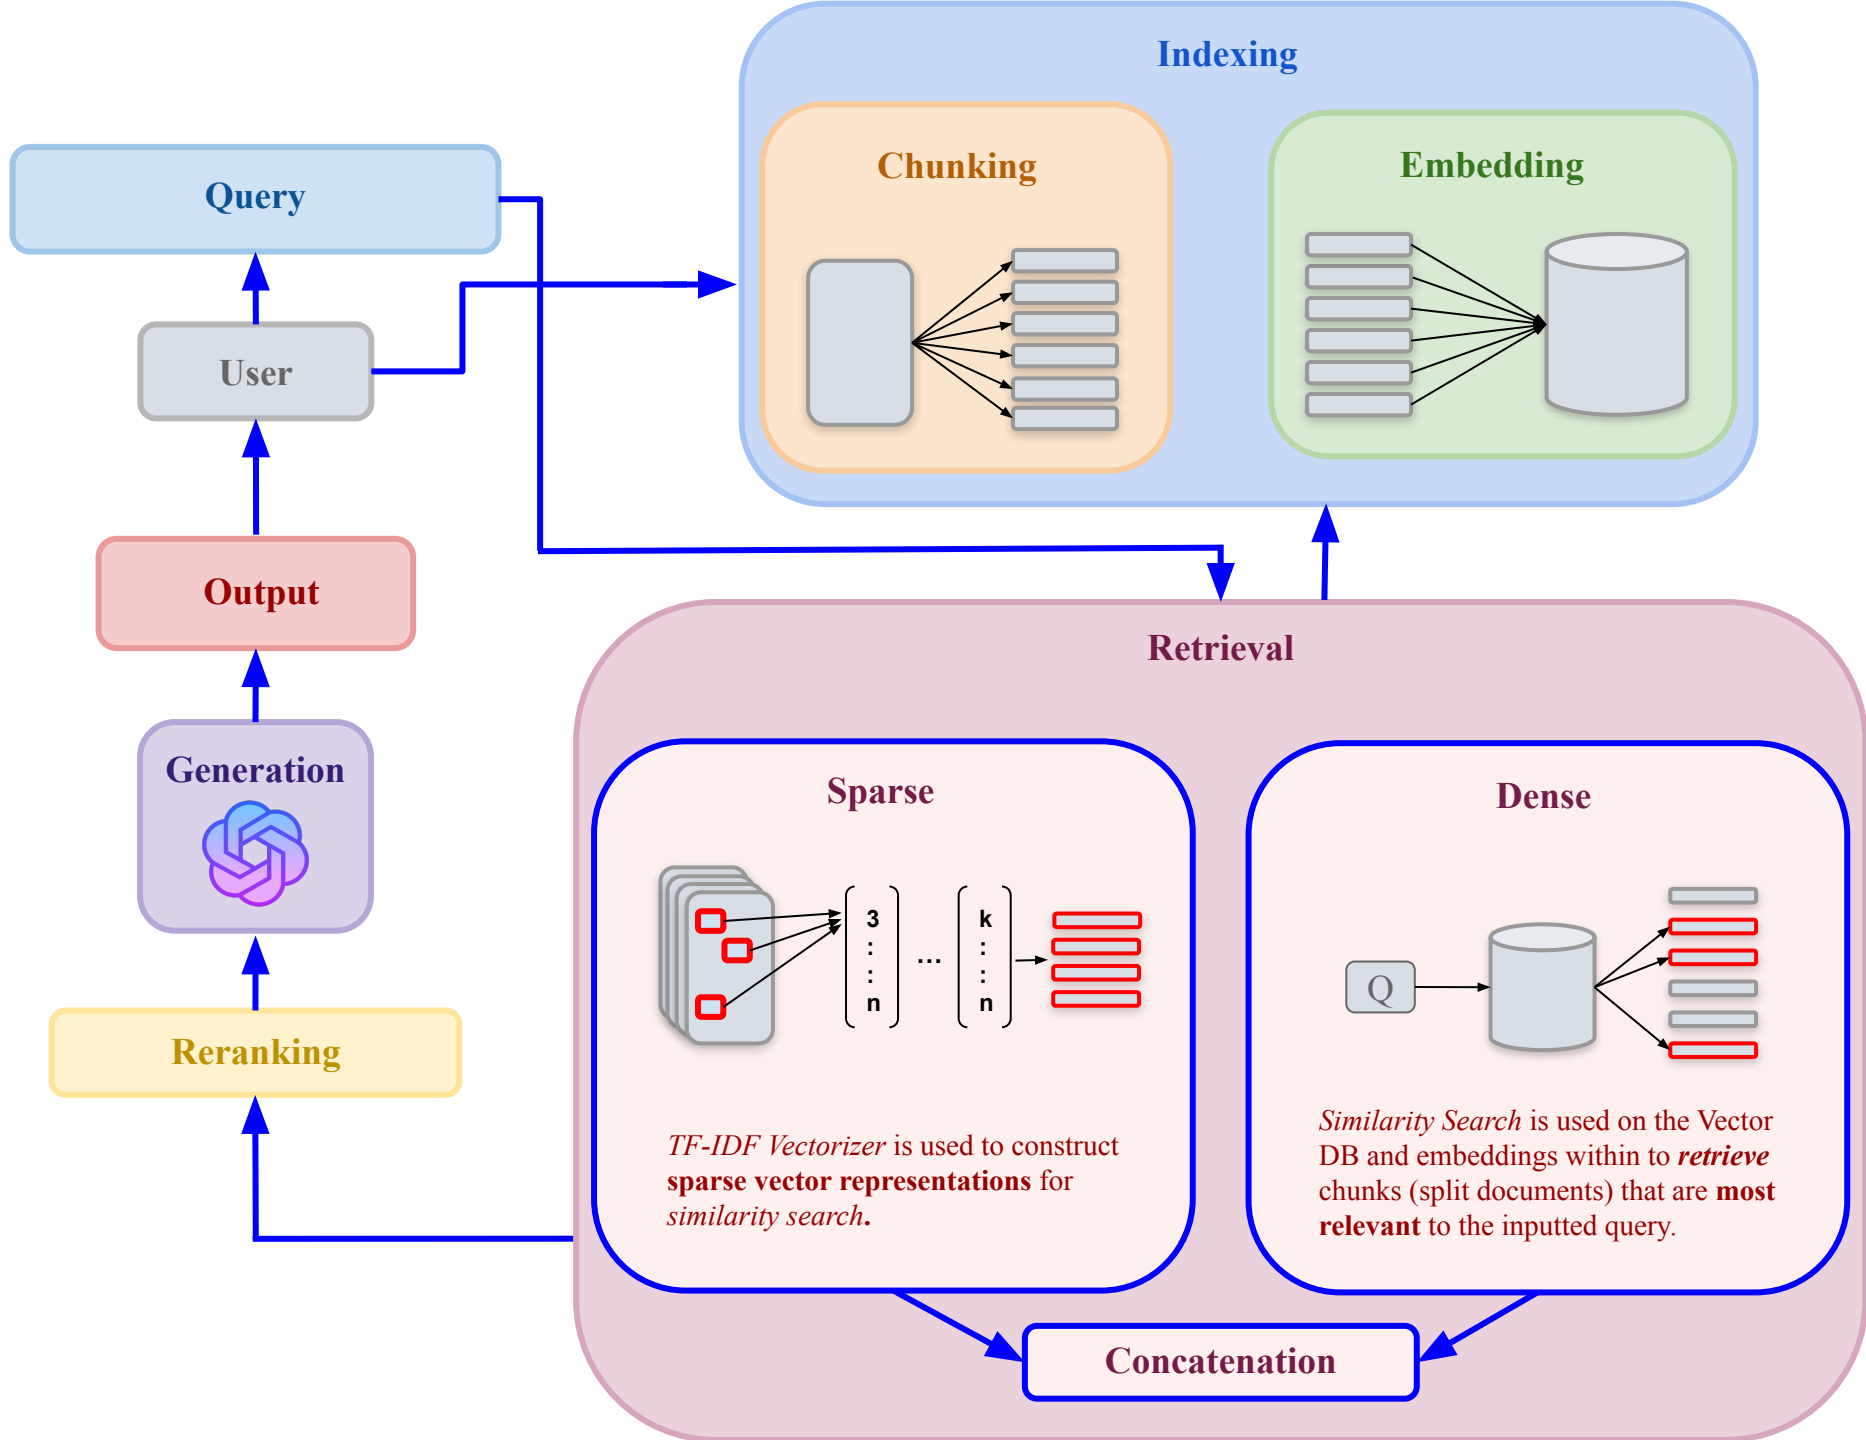 Indexing
Chunking
Embedding
Query
User
Output
Generation
Reranking
Retrieval
Sparse
3
:
:
n
...
k
:
:
n
TF-IDF Vectorizer is used to construct
sparse vector representations for
similarity search.
Dense
Q
Similarity Search is used on the Vector
DB and embeddings within to retrieve
chunks (split documents) that are most
relevant to the inputted query.
Concatenation